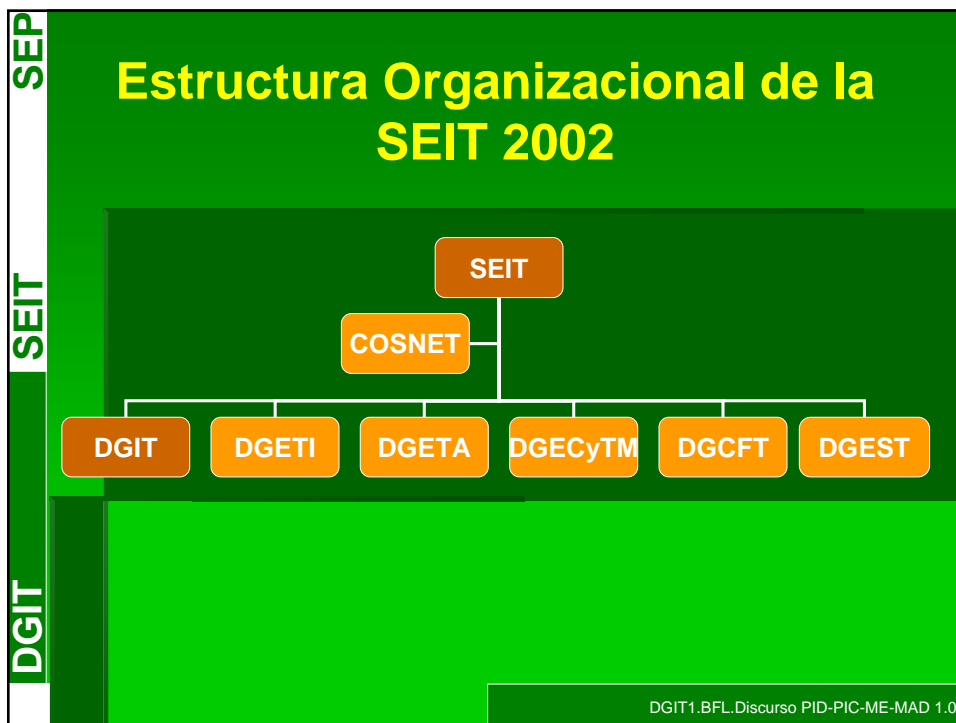 SEP
SEIT
DGIT
Estructura Organizacional de la
SEIT 2002
SEIT
COSNET
DGIT DGETI DGETA DGECyTM DGCFT DGEST
DGIT1.BFL.Discurso PID-PIC-ME-MAD 1.0